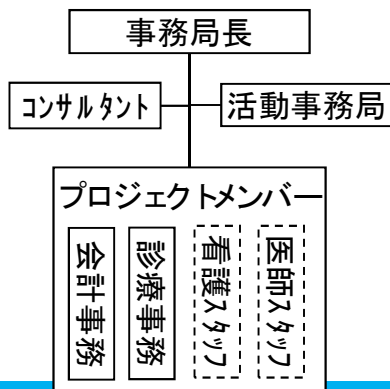 事務局長
コンサルタント
活動事務局
プロジェクトメンバー
会計事務
診療事務
看護スタッフ
医師スタッフ